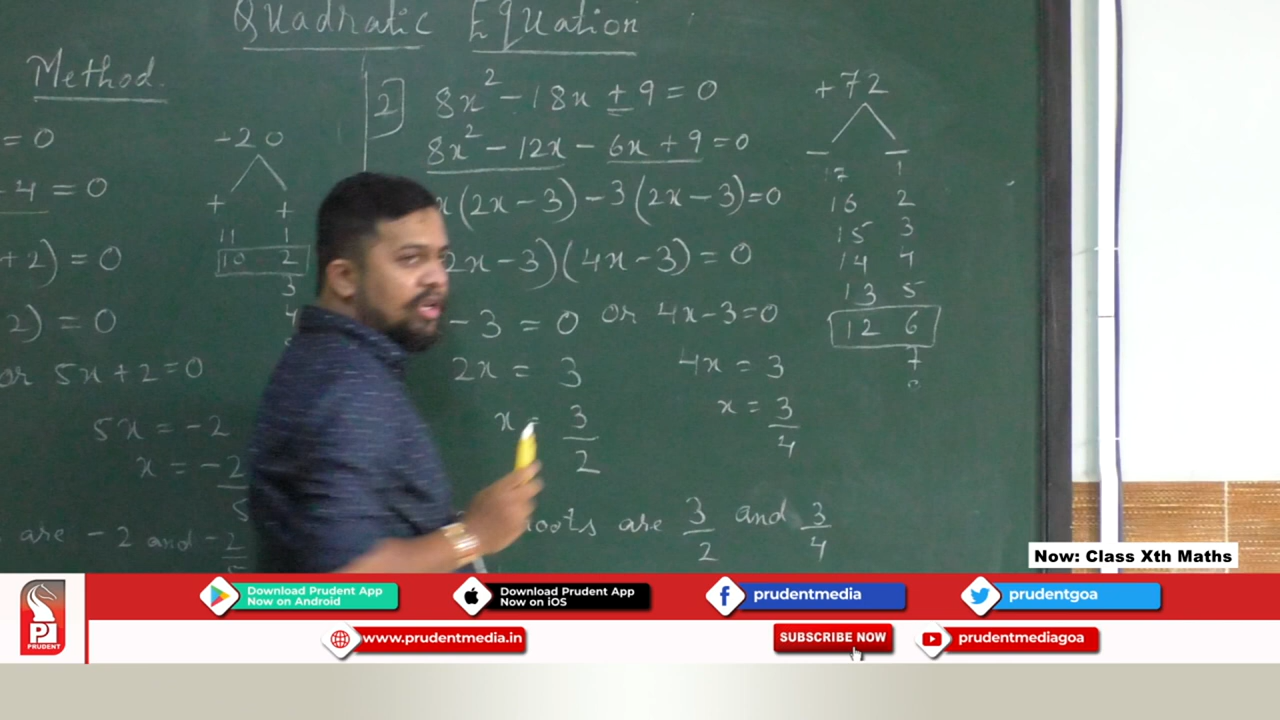 Quadratic Equation
Method.
= 0
4 = 0
+2) = 0
2) = 0
or 5x + 2 = 0
5x = -2
x = -2
5
are -2 and -2
5
+20
+ +
11 1
10 2
3
4
2] 8x² - 18x + 9 = 0
8x² - 12x - 6x + 9 = 0
x(2x - 3) - 3(2x - 3) = 0
2x - 3)(4x - 3) = 0
- 3 = 0 or 4x - 3 = 0
2x = 3 4x = 3
x = 3/2 x = 3/4
roots are 3/2 and 3/4
+72
- -
17 1
16 2
15 3
14 4
13 5
12 6
7
Now: Class Xth Maths
PRUDENT
Download Prudent App
Now on Android
Download Prudent App
Now on iOS
prudentmedia
prudentgoa
www.prudentmedia.in
SUBSCRIBE NOW
prudentmediagoa